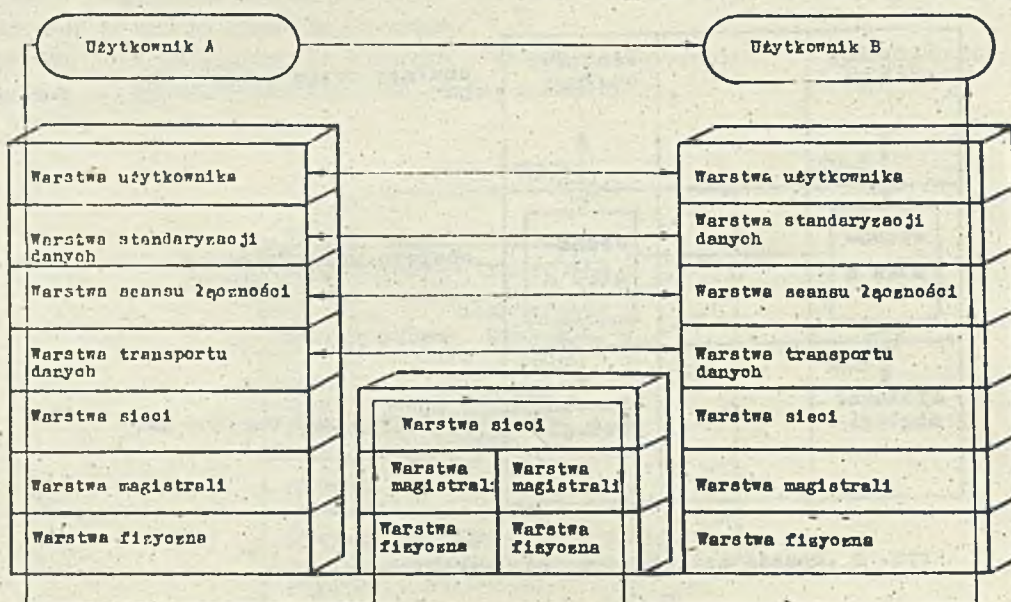 Użytkownik A
Użytkownik B
Warstwa użytkownika
Warstwa standaryzacji
danych
Warstwa seansu łączności
Warstwa transportu
danych
Warstwa sieci
Warstwa magistrali
Warstwa fizyczna
Warstwa sieci
Warstwa
magistrali
Warstwa
magistrali
Warstwa
fizyczna
Warstwa
fizyczna
Warstwa użytkownika
Warstwa standaryzacji
danych
Warstwa seansu łączności
Warstwa transportu
danych
Warstwa sieci
Warstwa magistrali
Warstwa fizyczna